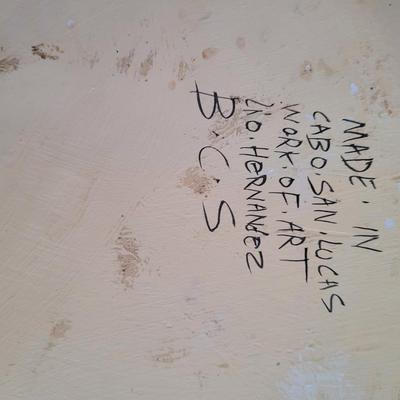 MADE. IN
CABO.SAN.LUCAS
WORK.OF.ART
LIO.HERNANDEZ
B.C.S